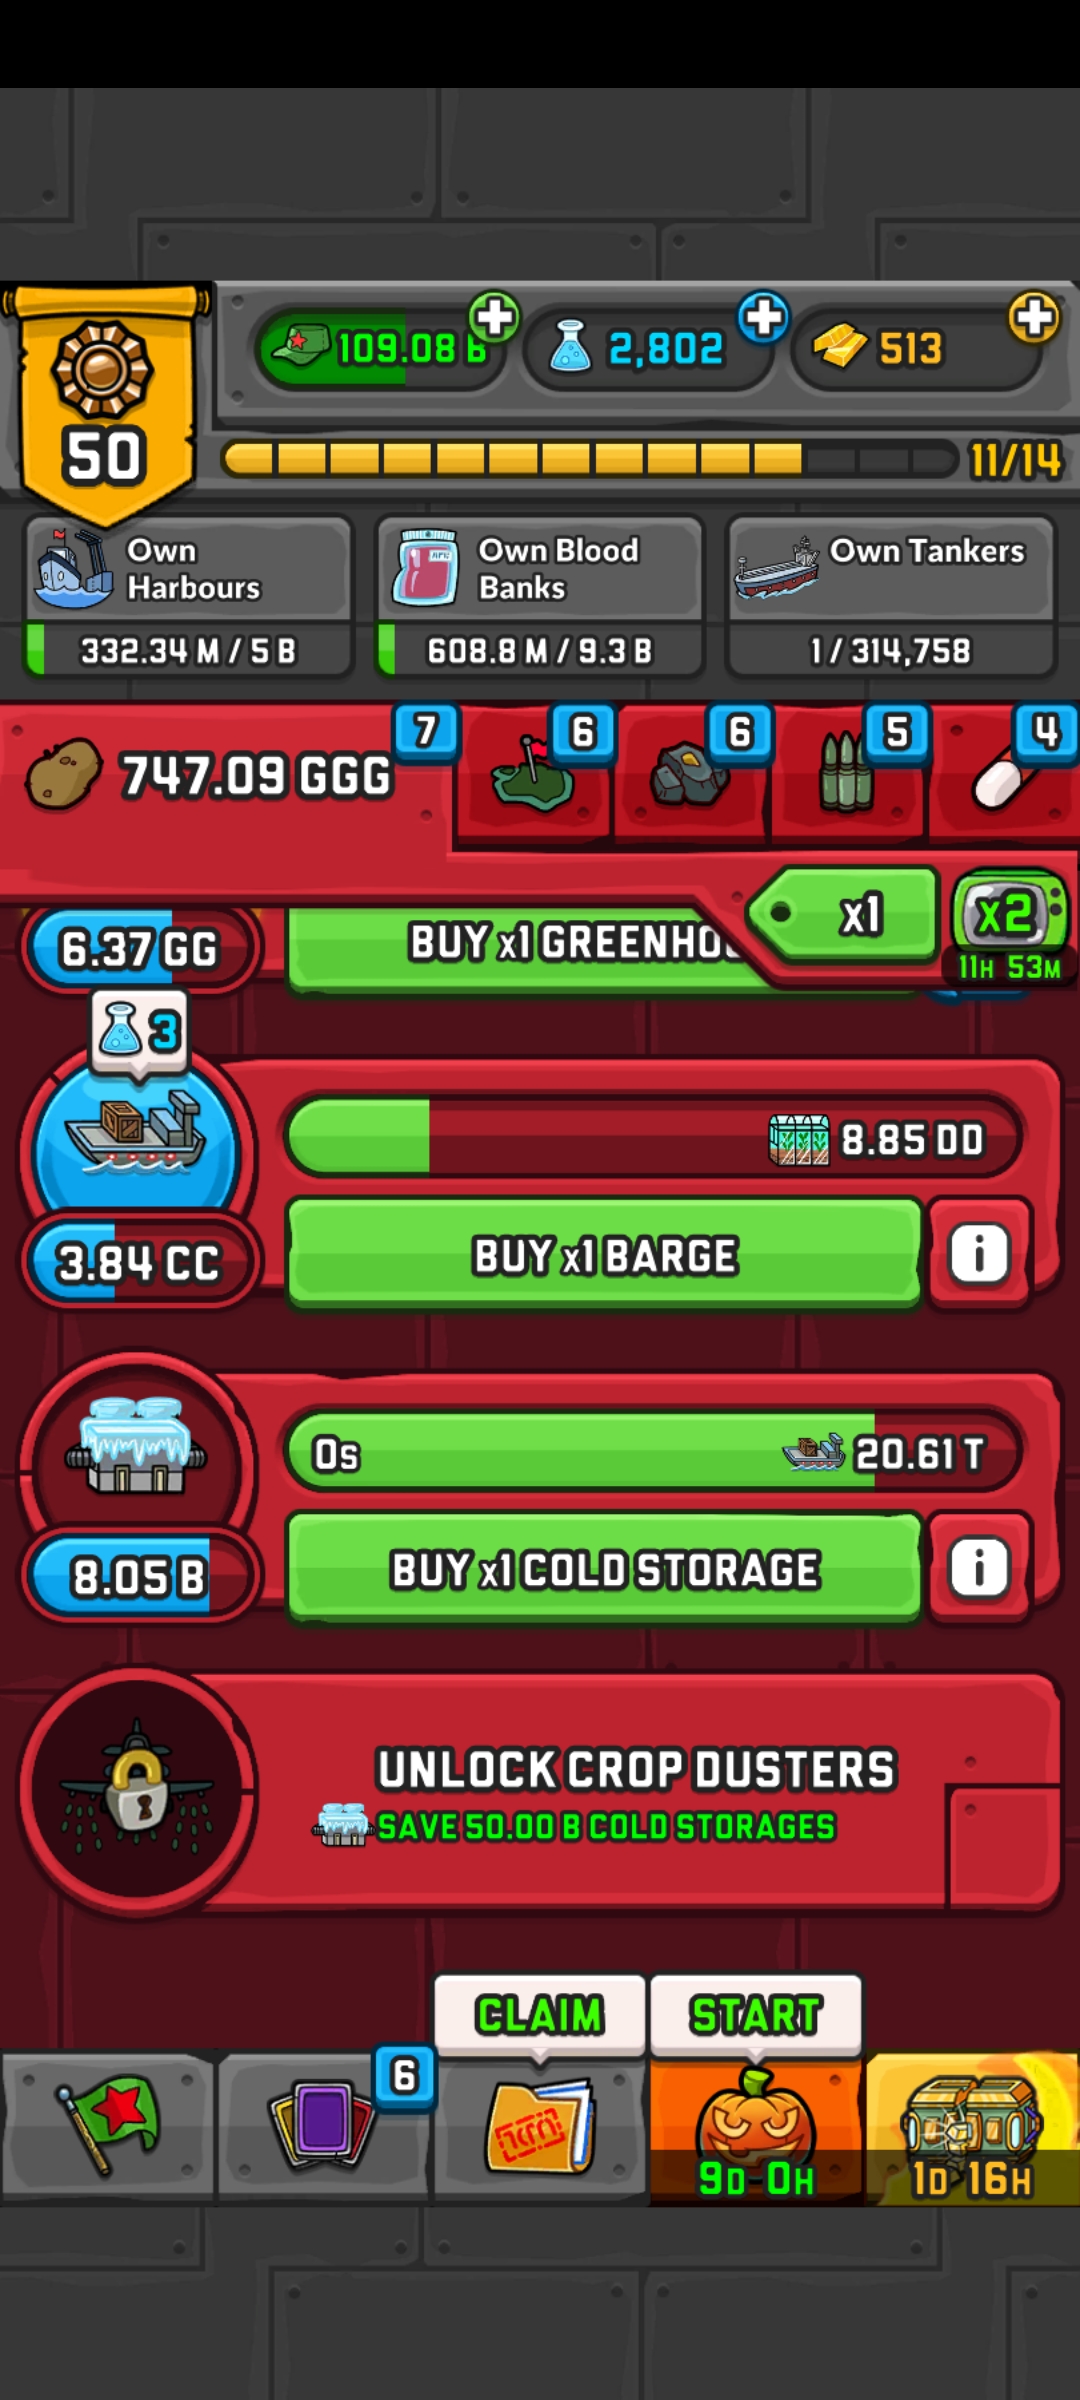 109.08 B
2,802
513
50
11/14
Own
Harbours
332.34 M / 5 B
Own Blood
Banks
608.8 M / 9.3 B
Own Tankers
1 / 314,758
747.09 GGG
7
6
6
5
4
x1
x2
11H 53M
6.37 GG
BUY x1 GREENHO
3
8.85 DD
3.84 CC
BUY x1 BARGE
i
0s
20.61 T
8.05 B
BUY x1 COLD STORAGE
i
UNLOCK CROP DUSTERS
SAVE 50.00 B COLD STORAGES
CLAIM
START
6
9D 0H
1D 16H